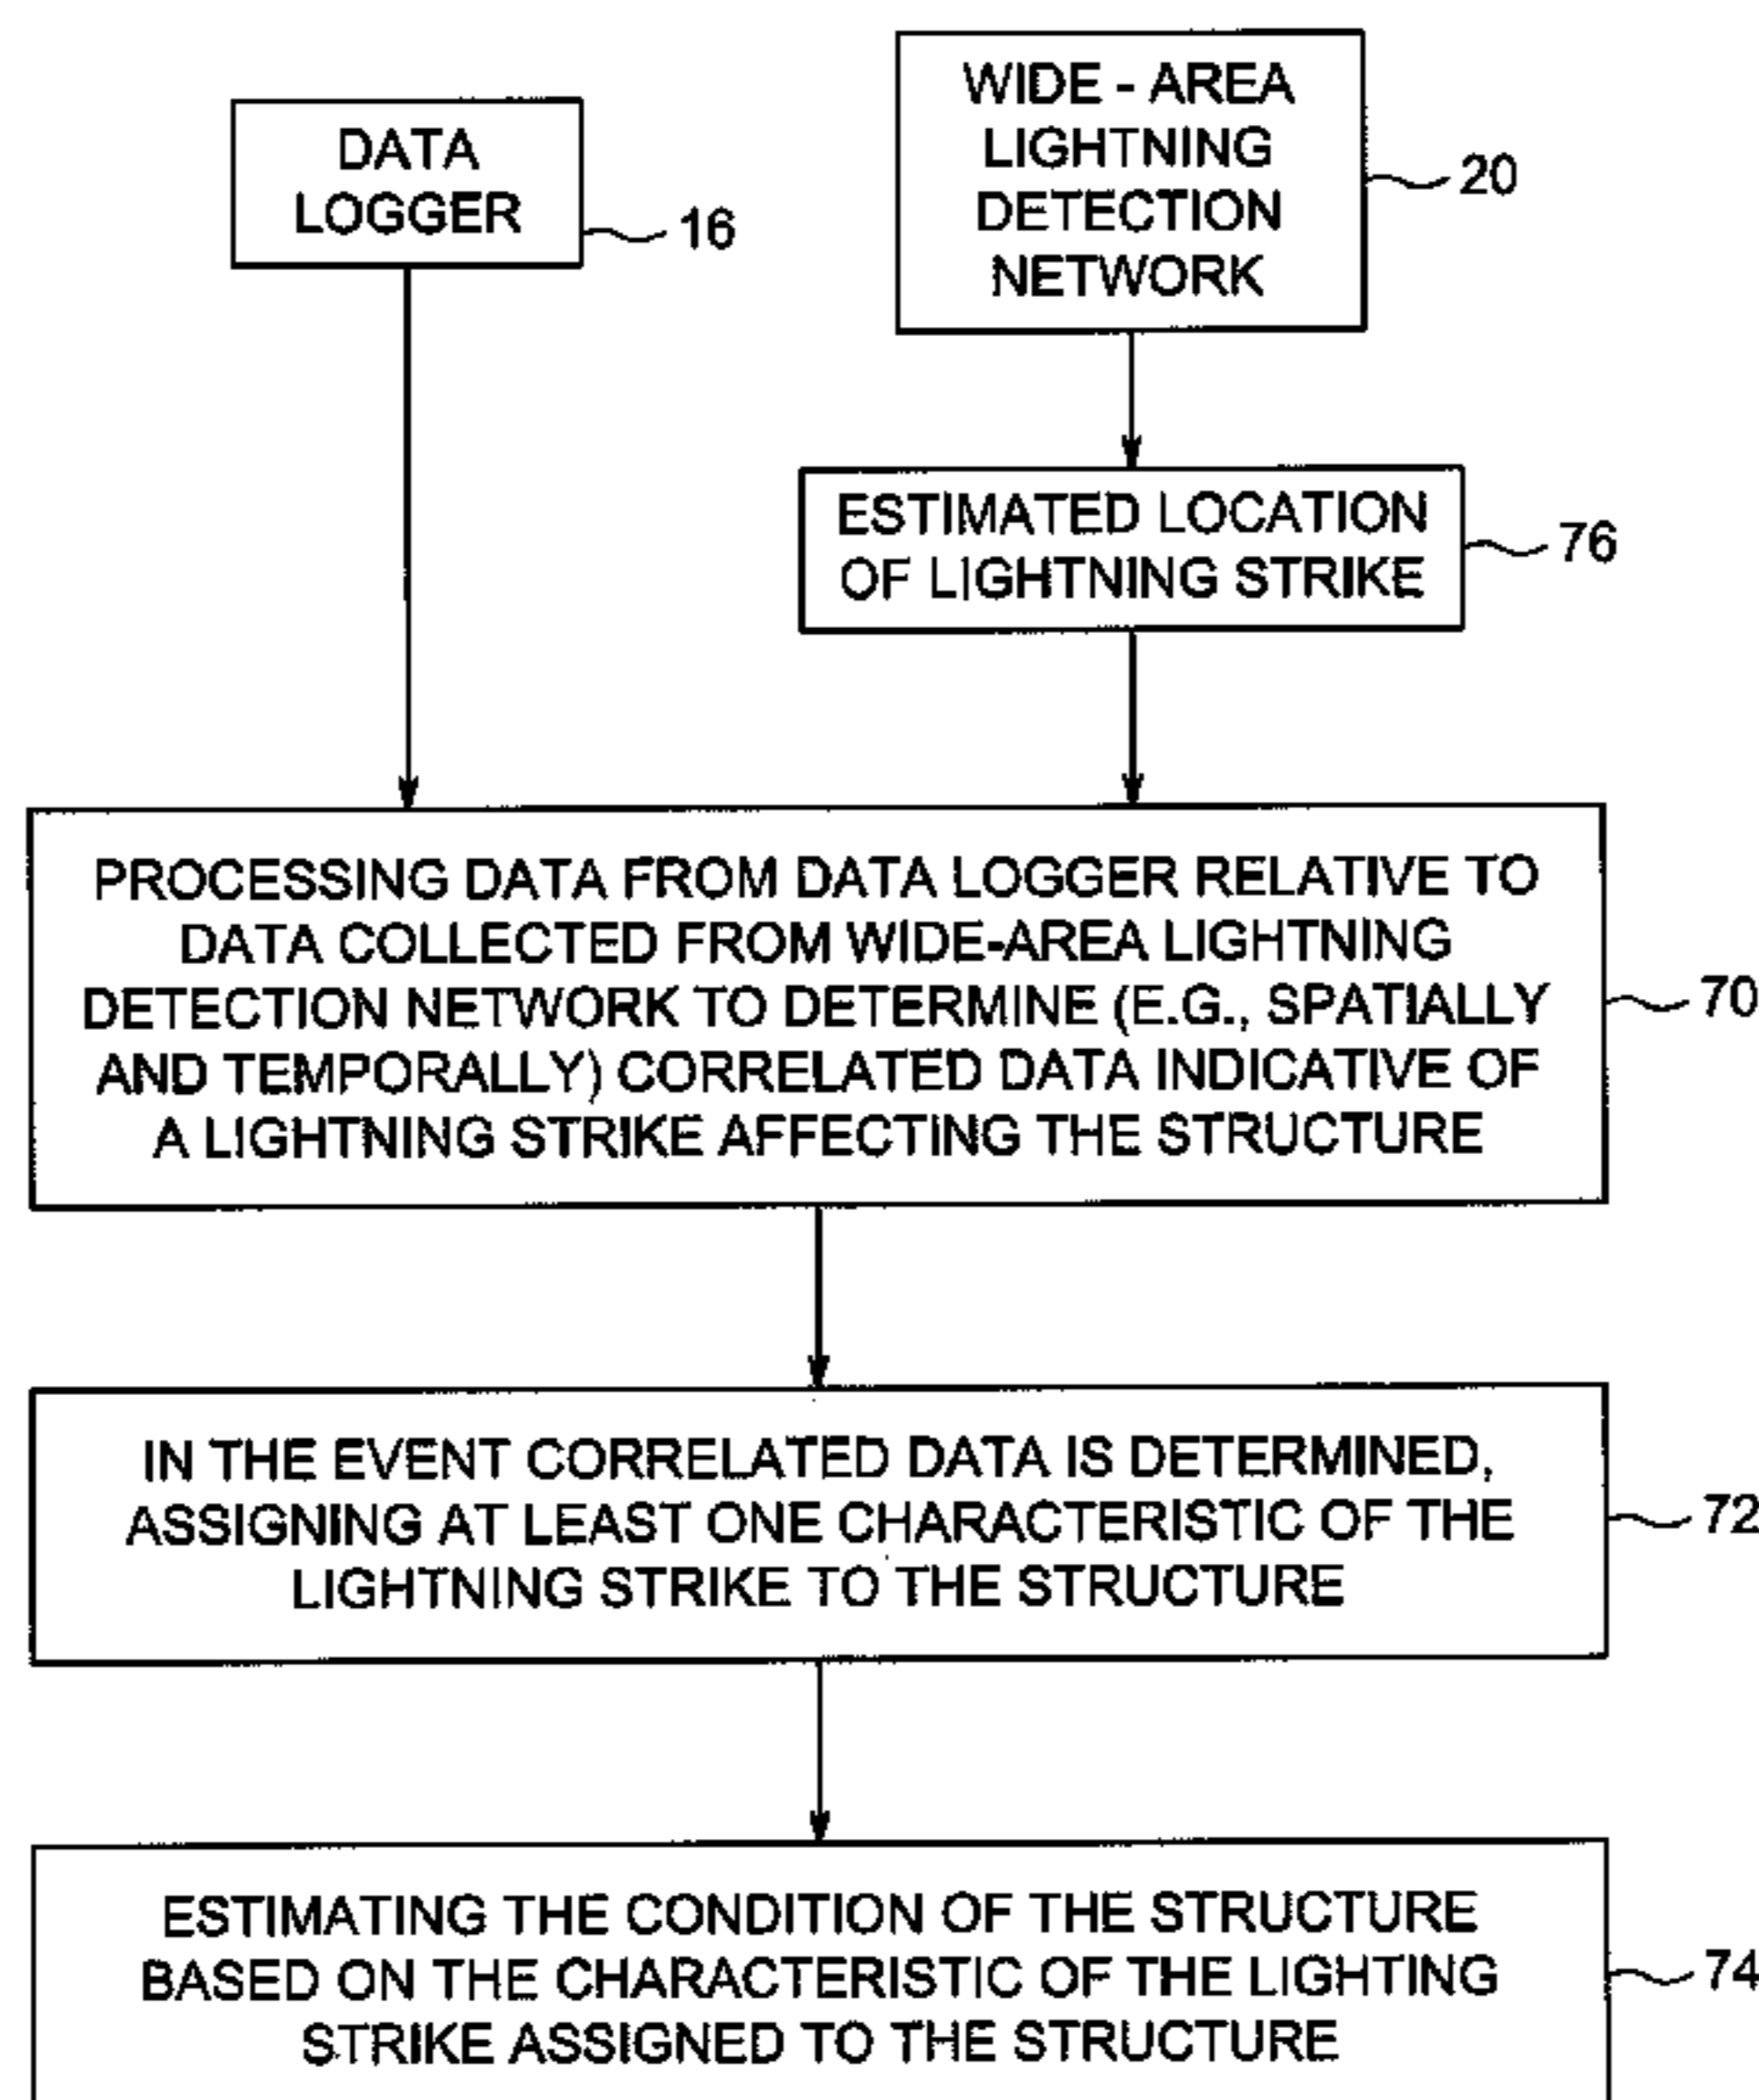 DATA
LOGGER
16
WIDE - AREA
LIGHTNING
DETECTION
NETWORK
20
ESTIMATED LOCATION
OF LIGHTNING STRIKE
76
PROCESSING DATA FROM DATA LOGGER RELATIVE TO
DATA COLLECTED FROM WIDE-AREA LIGHTNING
DETECTION NETWORK TO DETERMINE (E.G., SPATIALLY
AND TEMPORALLY) CORRELATED DATA INDICATIVE OF
A LIGHTNING STRIKE AFFECTING THE STRUCTURE
70
IN THE EVENT CORRELATED DATA IS DETERMINED,
ASSIGNING AT LEAST ONE CHARACTERISTIC OF THE
LIGHTNING STRIKE TO THE STRUCTURE
72
ESTIMATING THE CONDITION OF THE STRUCTURE
BASED ON THE CHARACTERISTIC OF THE LIGHTING
STRIKE ASSIGNED TO THE STRUCTURE
74